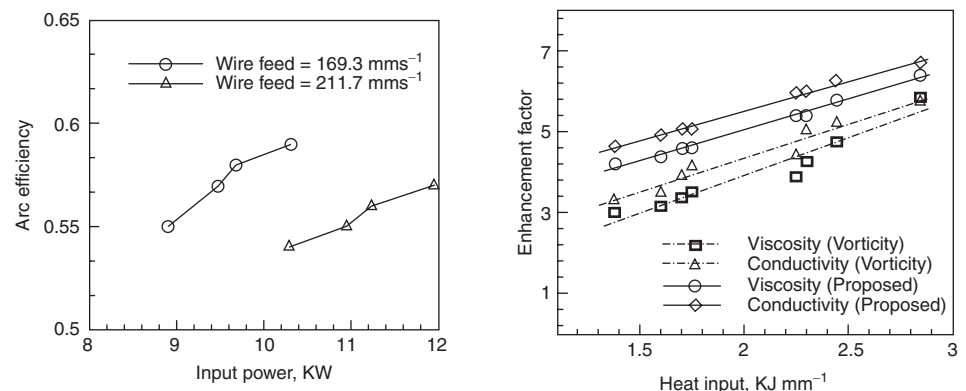 0.65
0.6
0.55
0.5
Arc efficiency
Wire feed = 169.3 mms⁻¹
Wire feed = 211.7 mms⁻¹
8 9 10 11 12
Input power, KW
7
5
3
1
Enhancement factor
Viscosity (Vorticity)
Conductivity (Vorticity)
Viscosity (Proposed)
Conductivity (Proposed)
1.5 2 2.5 3
Heat input, KJ mm⁻¹